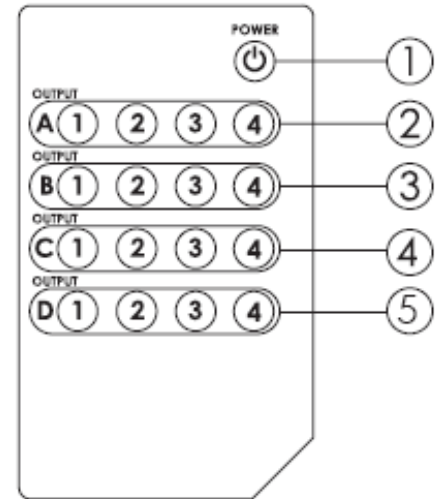 POWER
1
OUTPUT
A 1 2 3 4
2
OUTPUT
B 1 2 3 4
3
OUTPUT
C 1 2 3 4
4
OUTPUT
D 1 2 3 4
5